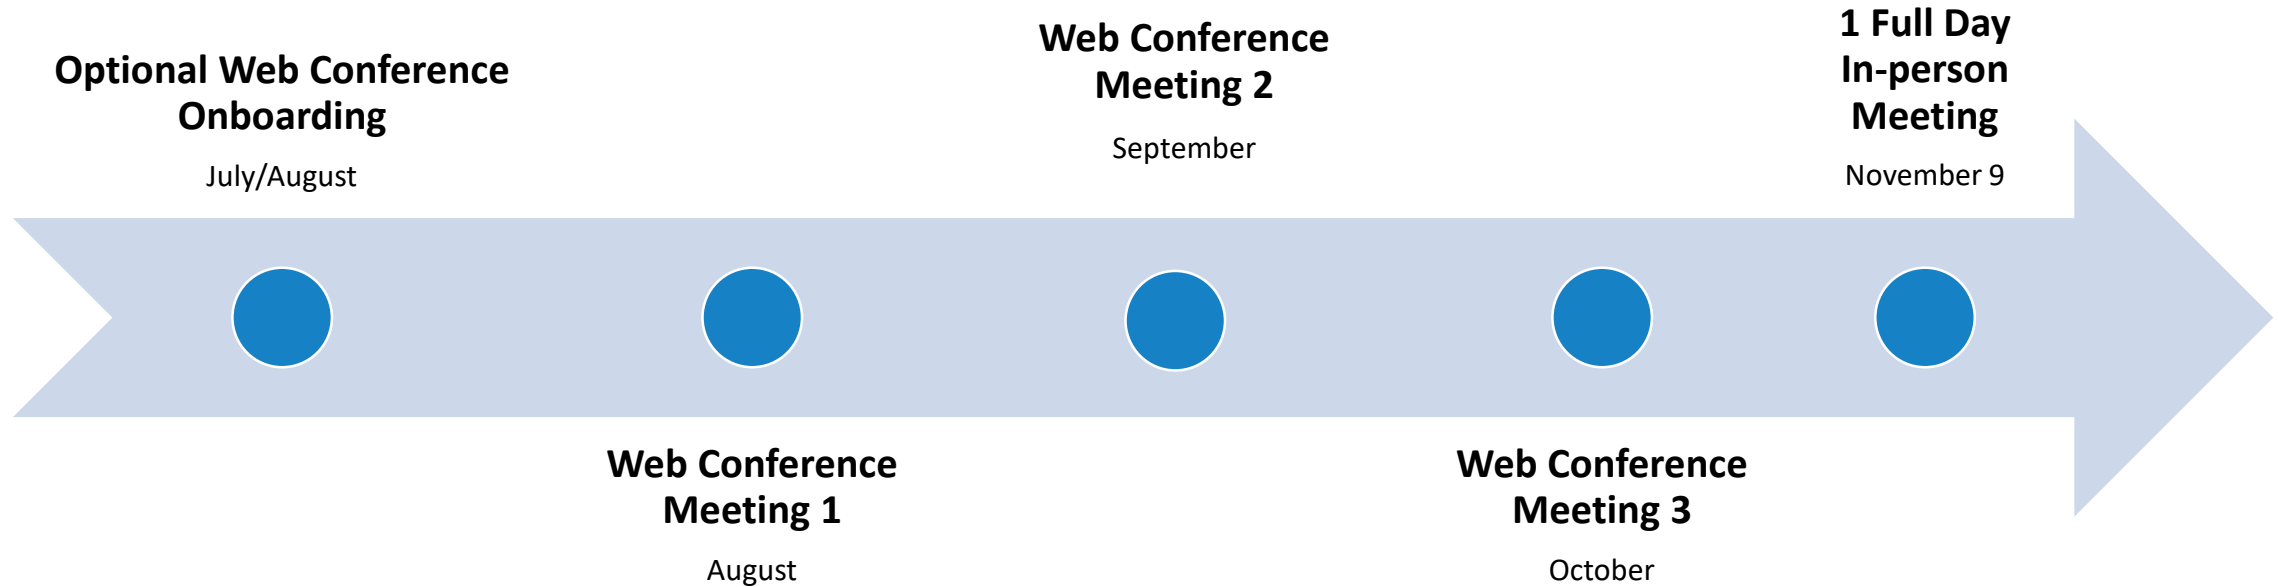 Optional Web Conference
Onboarding
July/August
Web Conference
Meeting 1
August
Web Conference
Meeting 2
September
Web Conference
Meeting 3
October
1 Full Day
In-person
Meeting
November 9